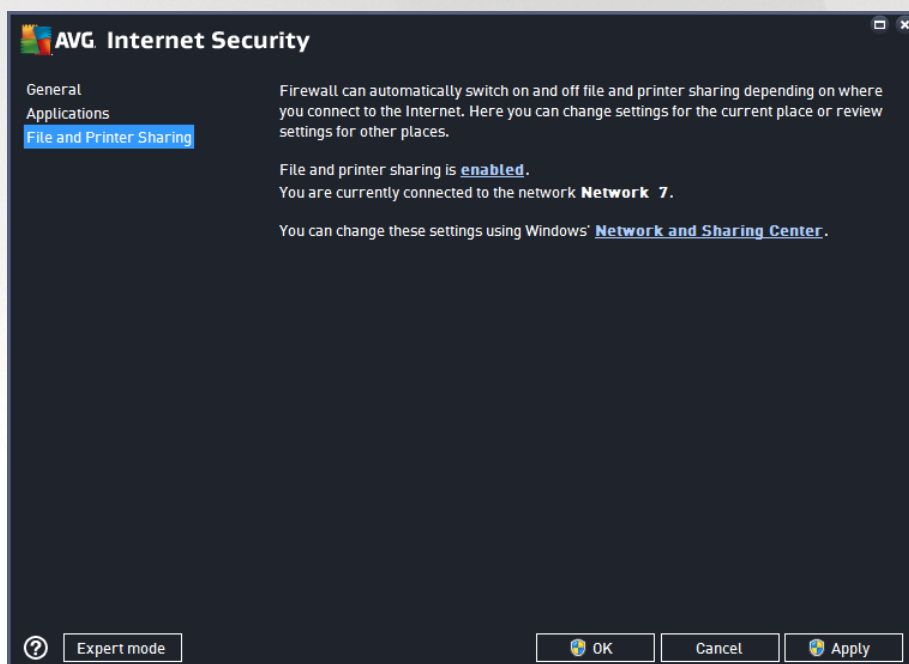 AVG. Internet Security
General
Applications
File and Printer Sharing
Firewall can automatically switch on and off file and printer sharing depending on where
you connect to the Internet. Here you can change settings for the current place or review
settings for other places.
File and printer sharing is enabled.
You are currently connected to the network Network 7.
You can change these settings using Windows' Network and Sharing Center.
? Expert mode OK Cancel Apply